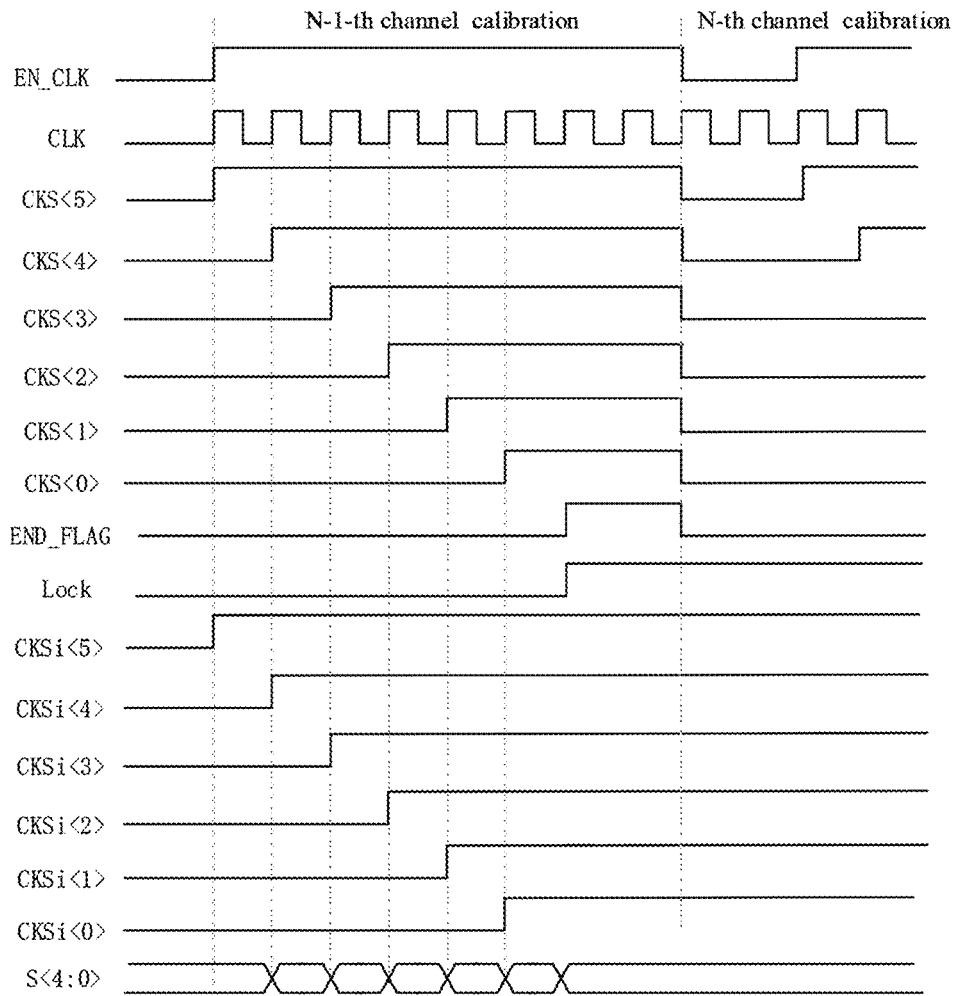 N-1-th channel calibration
N-th channel calibration
EN_CLK
CLK
CKS<5>
CKS<4>
CKS<3>
CKS<2>
CKS<1>
CKS<0>
END_FLAG
Lock
CKSi<5>
CKSi<4>
CKSi<3>
CKSi<2>
CKSi<1>
CKSi<0>
S<4:0>